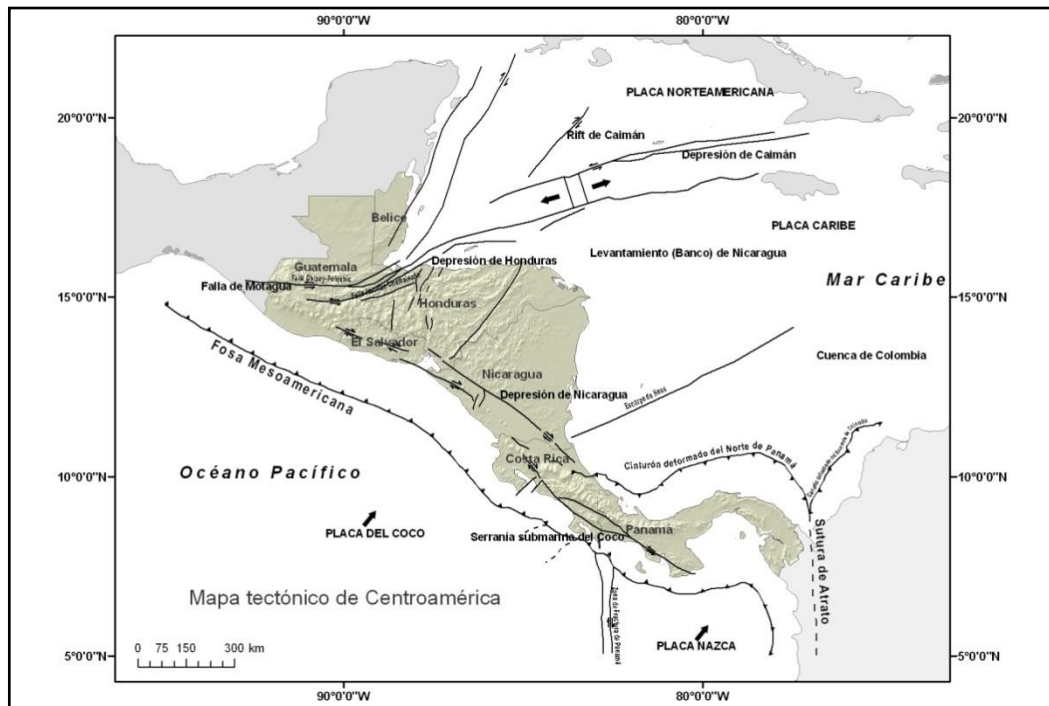 90°0'0"W
80°0'0"W
PLACA NORTEAMERICANA
20°0'0"N
20°0'0"N
Rift de Caimán
Depresión de Caimán
Belice
PLACA CARIBE
Levantamiento (Banco) de Nicaragua
Depresión de Honduras
Guatemala
Falla de Motagua
Mar Caribe
15°0'0"N
15°0'0"N
Honduras
El Salvador
Fosa Mesoamericana
Cuenca de Colombia
Nicaragua
Depresión de Nicaragua
Escarpe de Hess
Costa Rica
Cinturón deformado del Norte de Panamá
Océano Pacífico
10°0'0"N
10°0'0"N
PLACA DEL COCO
Serranía submarina del Coco
Panamá
Sutura de Atrato
Zona de Fractura de Panamá
Mapa tectónico de Centroamérica
PLACA NAZCA
0 75 150 300 km
5°0'0"N
5°0'0"N
90°0'0"W
80°0'0"W